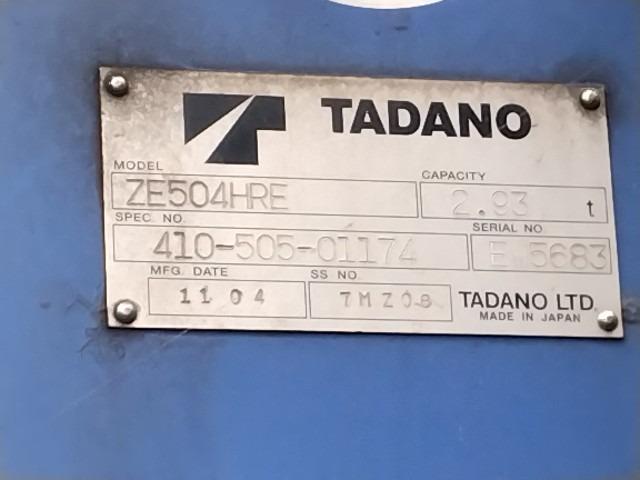 TADANO
MODEL
ZE504HRE
CAPACITY
2.93 t
SPEC. NO.
410-505-01174
SERIAL NO
E 5683
MFG. DATE
11 04
SS NO.
7MZ08
TADANO LTD.
MADE IN JAPAN